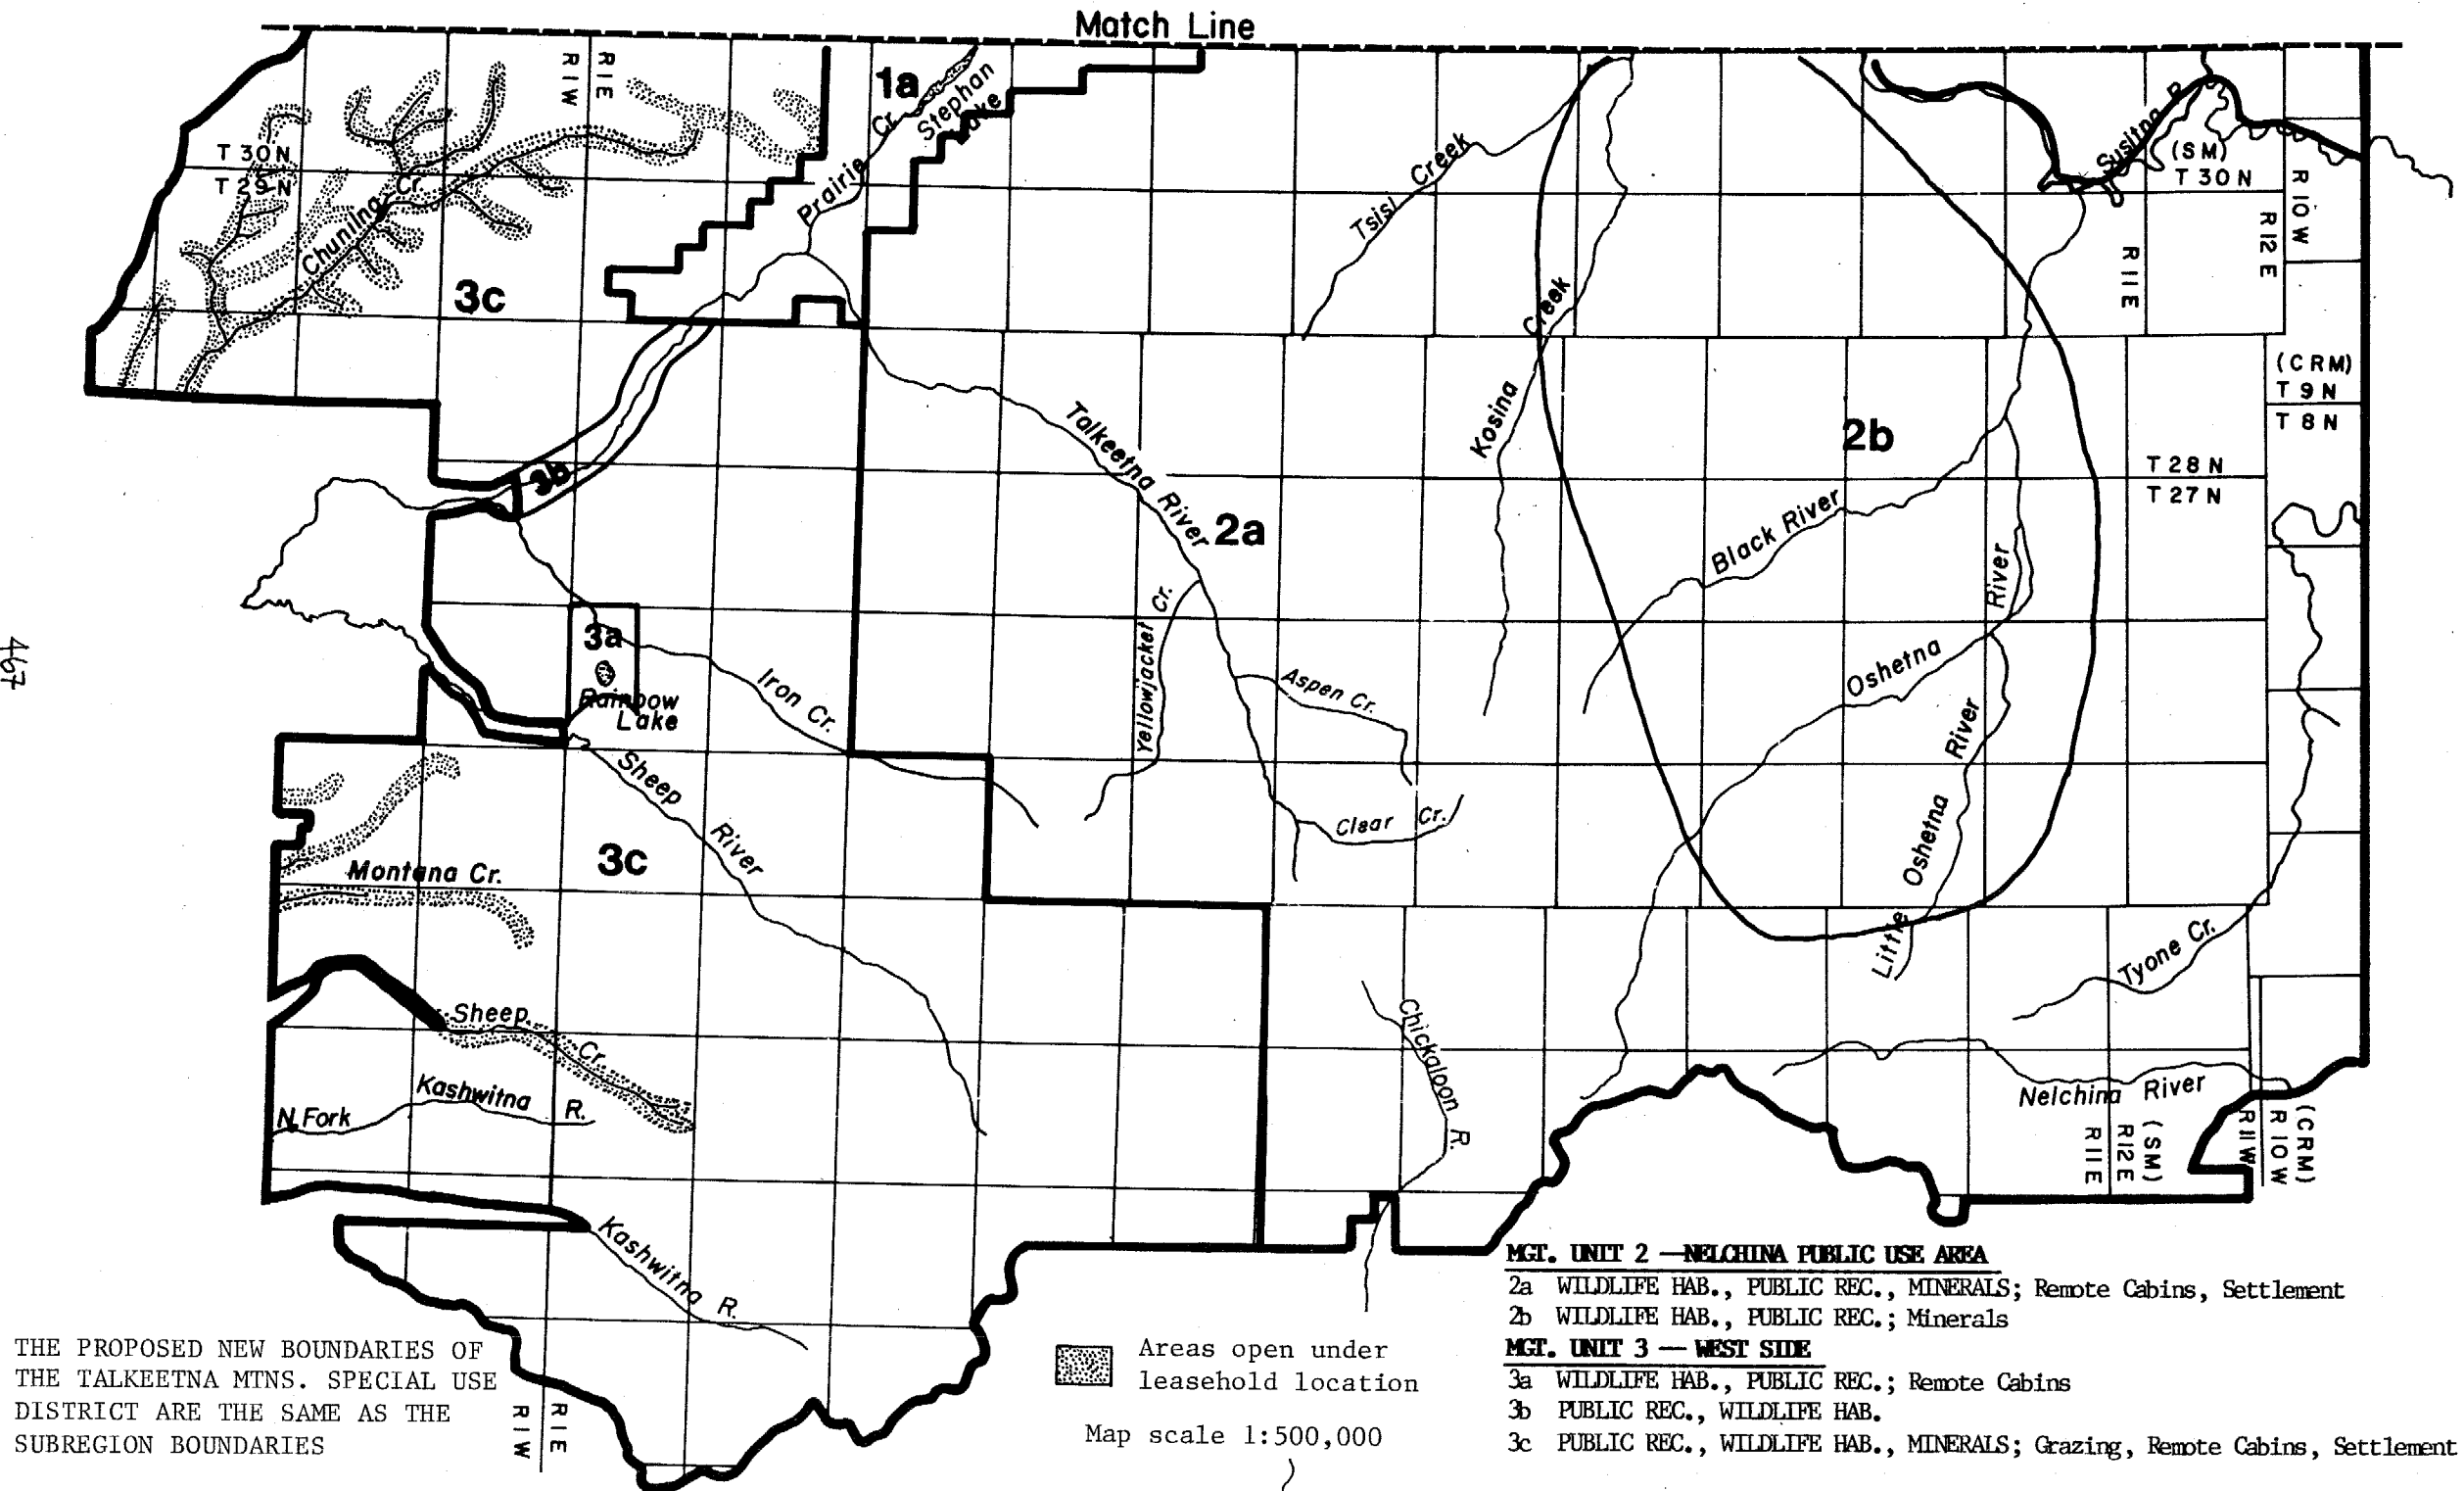 Match Line
R I W
R I E
1a
Stephan
Lake
Cr.
Prairie
T 30 N
T 29 N
Chunilna Cr.
3c
Tsisi Creek
Kosina Creek
Susitna R.
(SM)
T 30 N
R 11 E
R 12 E
R 10 W
(CRM)
T 9 N
T 8 N
2b
T 28 N
T 27 N
3b
Talkeetna River
2a
Black River
467
3a
Rainbow
Lake
Iron Cr.
Yellowjacket Cr.
Aspen Cr.
Oshetna River
Little Oshetna River
Clear Cr.
Sheep River
3c
Montana Cr.
Sheep Cr.
Tyone Cr.
Chickaloon R.
Kashwitna R.
N. Fork
Nelchina River
R 11 E
R 12 E
(SM)
R 11 W
R 10 W
(CRM)
Kashwitna R.
R I W
R I E
THE PROPOSED NEW BOUNDARIES OF
THE TALKEETNA MTNS. SPECIAL USE
DISTRICT ARE THE SAME AS THE
SUBREGION BOUNDARIES
Areas open under
leasehold location
Map scale 1:500,000
MGT. UNIT 2 — NELCHINA PUBLIC USE AREA
2a WILDLIFE HAB., PUBLIC REC., MINERALS; Remote Cabins, Settlement
2b WILDLIFE HAB., PUBLIC REC.; Minerals
MGT. UNIT 3 — WEST SIDE
3a WILDLIFE HAB., PUBLIC REC.; Remote Cabins
3b PUBLIC REC., WILDLIFE HAB.
3c PUBLIC REC., WILDLIFE HAB., MINERALS; Grazing, Remote Cabins, Settlement